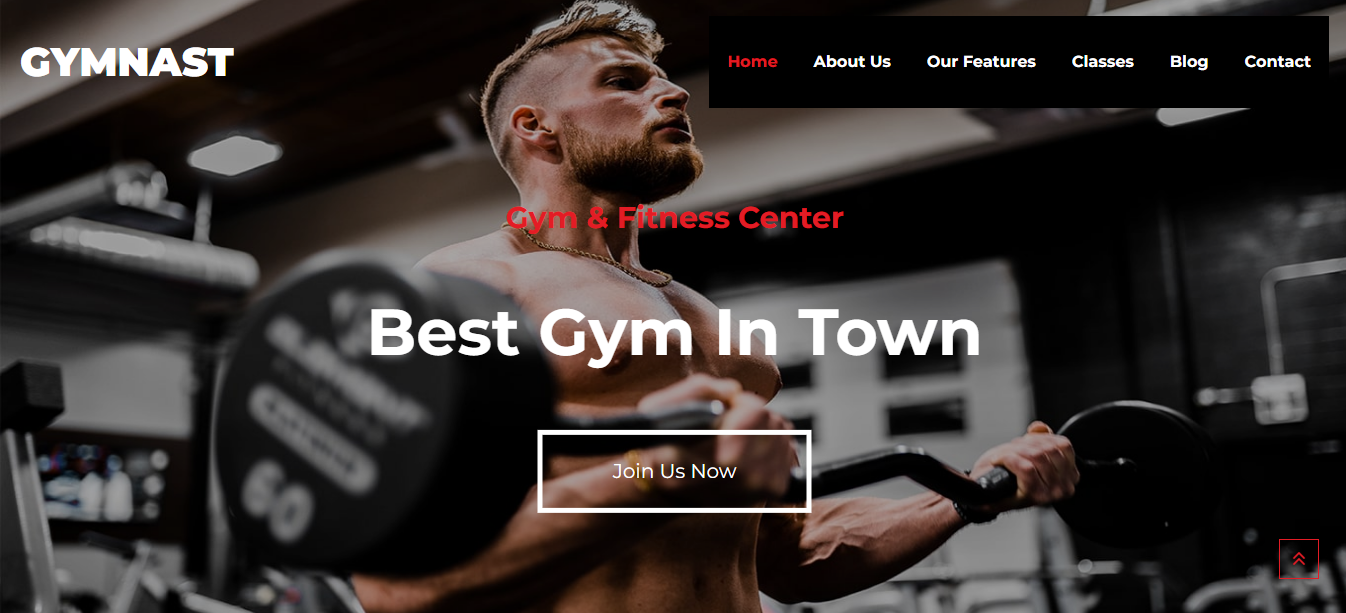 GYMNAST
Home About Us Our Features Classes Blog Contact
Gym & Fitness Center
Best Gym In Town
Join Us Now
60